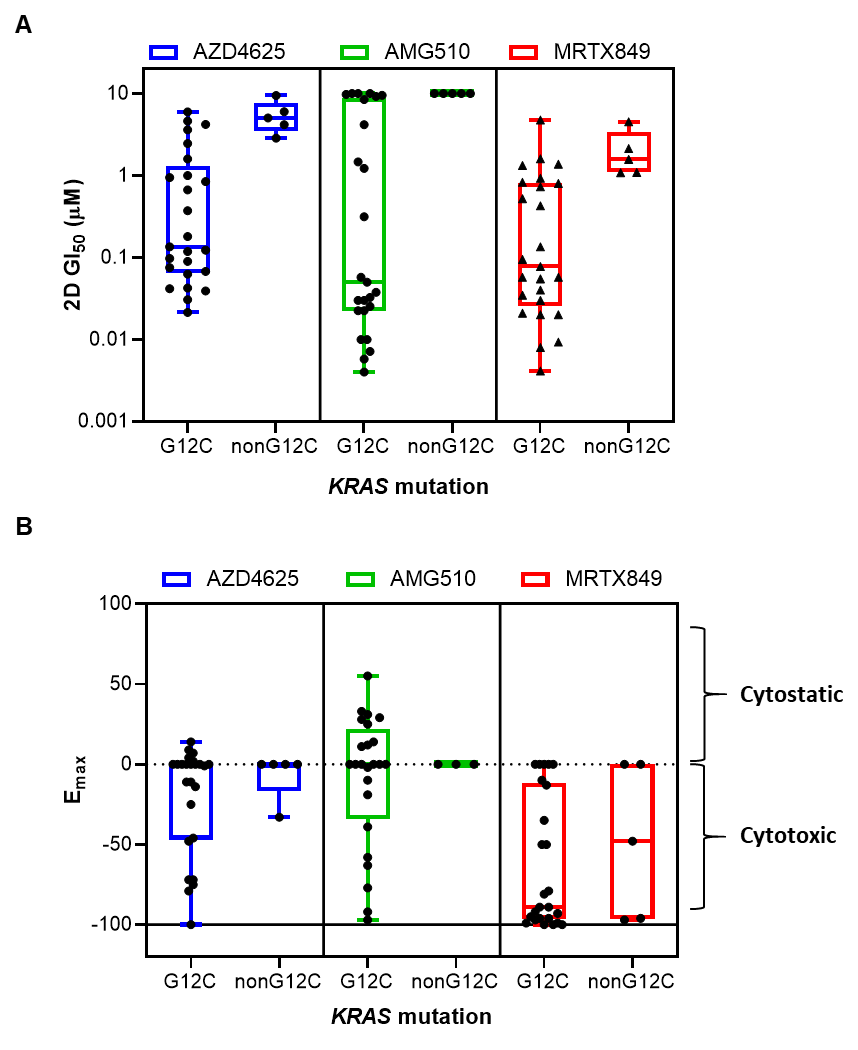 A
AZD4625 AMG510 MRTX849
10
1
0.1
0.01
0.001
2D GI50 (μM)
G12C nonG12C G12C nonG12C G12C nonG12C
KRAS mutation
B
AZD4625 AMG510 MRTX849
100
50
0
-50
-100
Emax
Cytostatic
Cytotoxic
G12C nonG12C G12C nonG12C G12C nonG12C
KRAS mutation